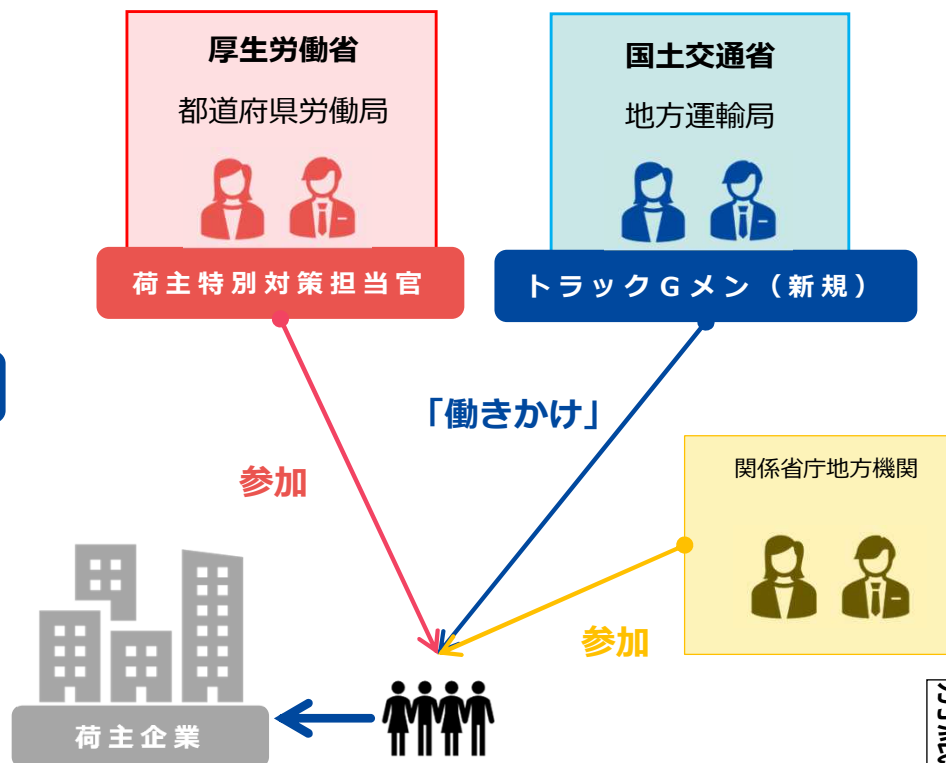 厚生労働省
都道府県労働局
荷主特別対策担当官
国土交通省
地方運輸局
トラックGメン（新規）
「働きかけ」
参加
関係省庁地方機関
参加
荷主企業